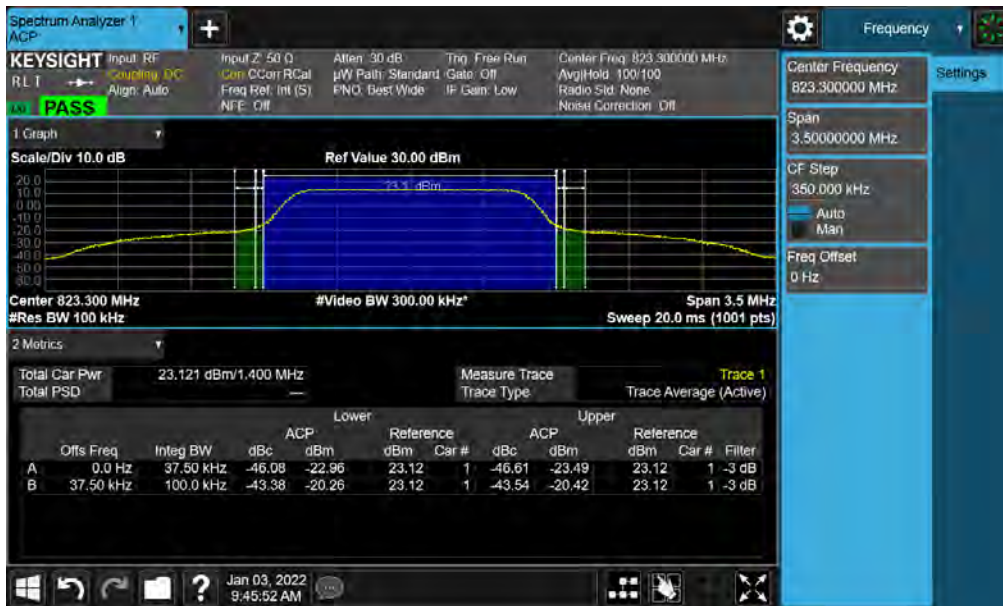 Spectrum Analyzer 1
ACP
+
Frequency
KEYSIGHT
RLT
PASS
Input: RF
Coupling: DC
Align: Auto
Input Z: 50 Ω
Corr CCorr RCal
Freq Ref: Int (S)
NFE: Off
Atten: 30 dB
µW Path: Standard
PNO: Best Wide
Trig: Free Run
Gate: Off
IF Gain: Low
Center Freq: 823.300000 MHz
Avg|Hold: 100/100
Radio Std: None
Noise Correction: Off
Center Frequency
823.300000 MHz
Settings
Span
3.50000000 MHz
CF Step
350.000 kHz
Auto
Man
Freq Offset
0 Hz
1 Graph
Scale/Div 10.0 dB
Ref Value 30.00 dBm
23.1 dBm
20.0
10.0
0.00
-10.0
-20.0
-30.0
-40.0
-50.0
-60.0
Center 823.300 MHz
#Video BW 300.00 kHz*
Span 3.5 MHz
#Res BW 100 kHz
Sweep 20.0 ms (1001 pts)
2 Metrics
Total Car Pwr 23.121 dBm/1.400 MHz Measure Trace Trace 1
Total PSD — Trace Type Trace Average (Active)
Lower Upper
ACP Reference ACP Reference
Offs Freq Integ BW dBc dBm dBm Car # dBc dBm dBm Car # Filter
A 0.0 Hz 37.50 kHz -46.08 -22.96 23.12 1 -46.61 -23.49 23.12 1 -3 dB
B 37.50 kHz 100.0 kHz -43.38 -20.26 23.12 1 -43.54 -20.42 23.12 1 -3 dB
?
Jan 03, 2022
9:45:52 AM